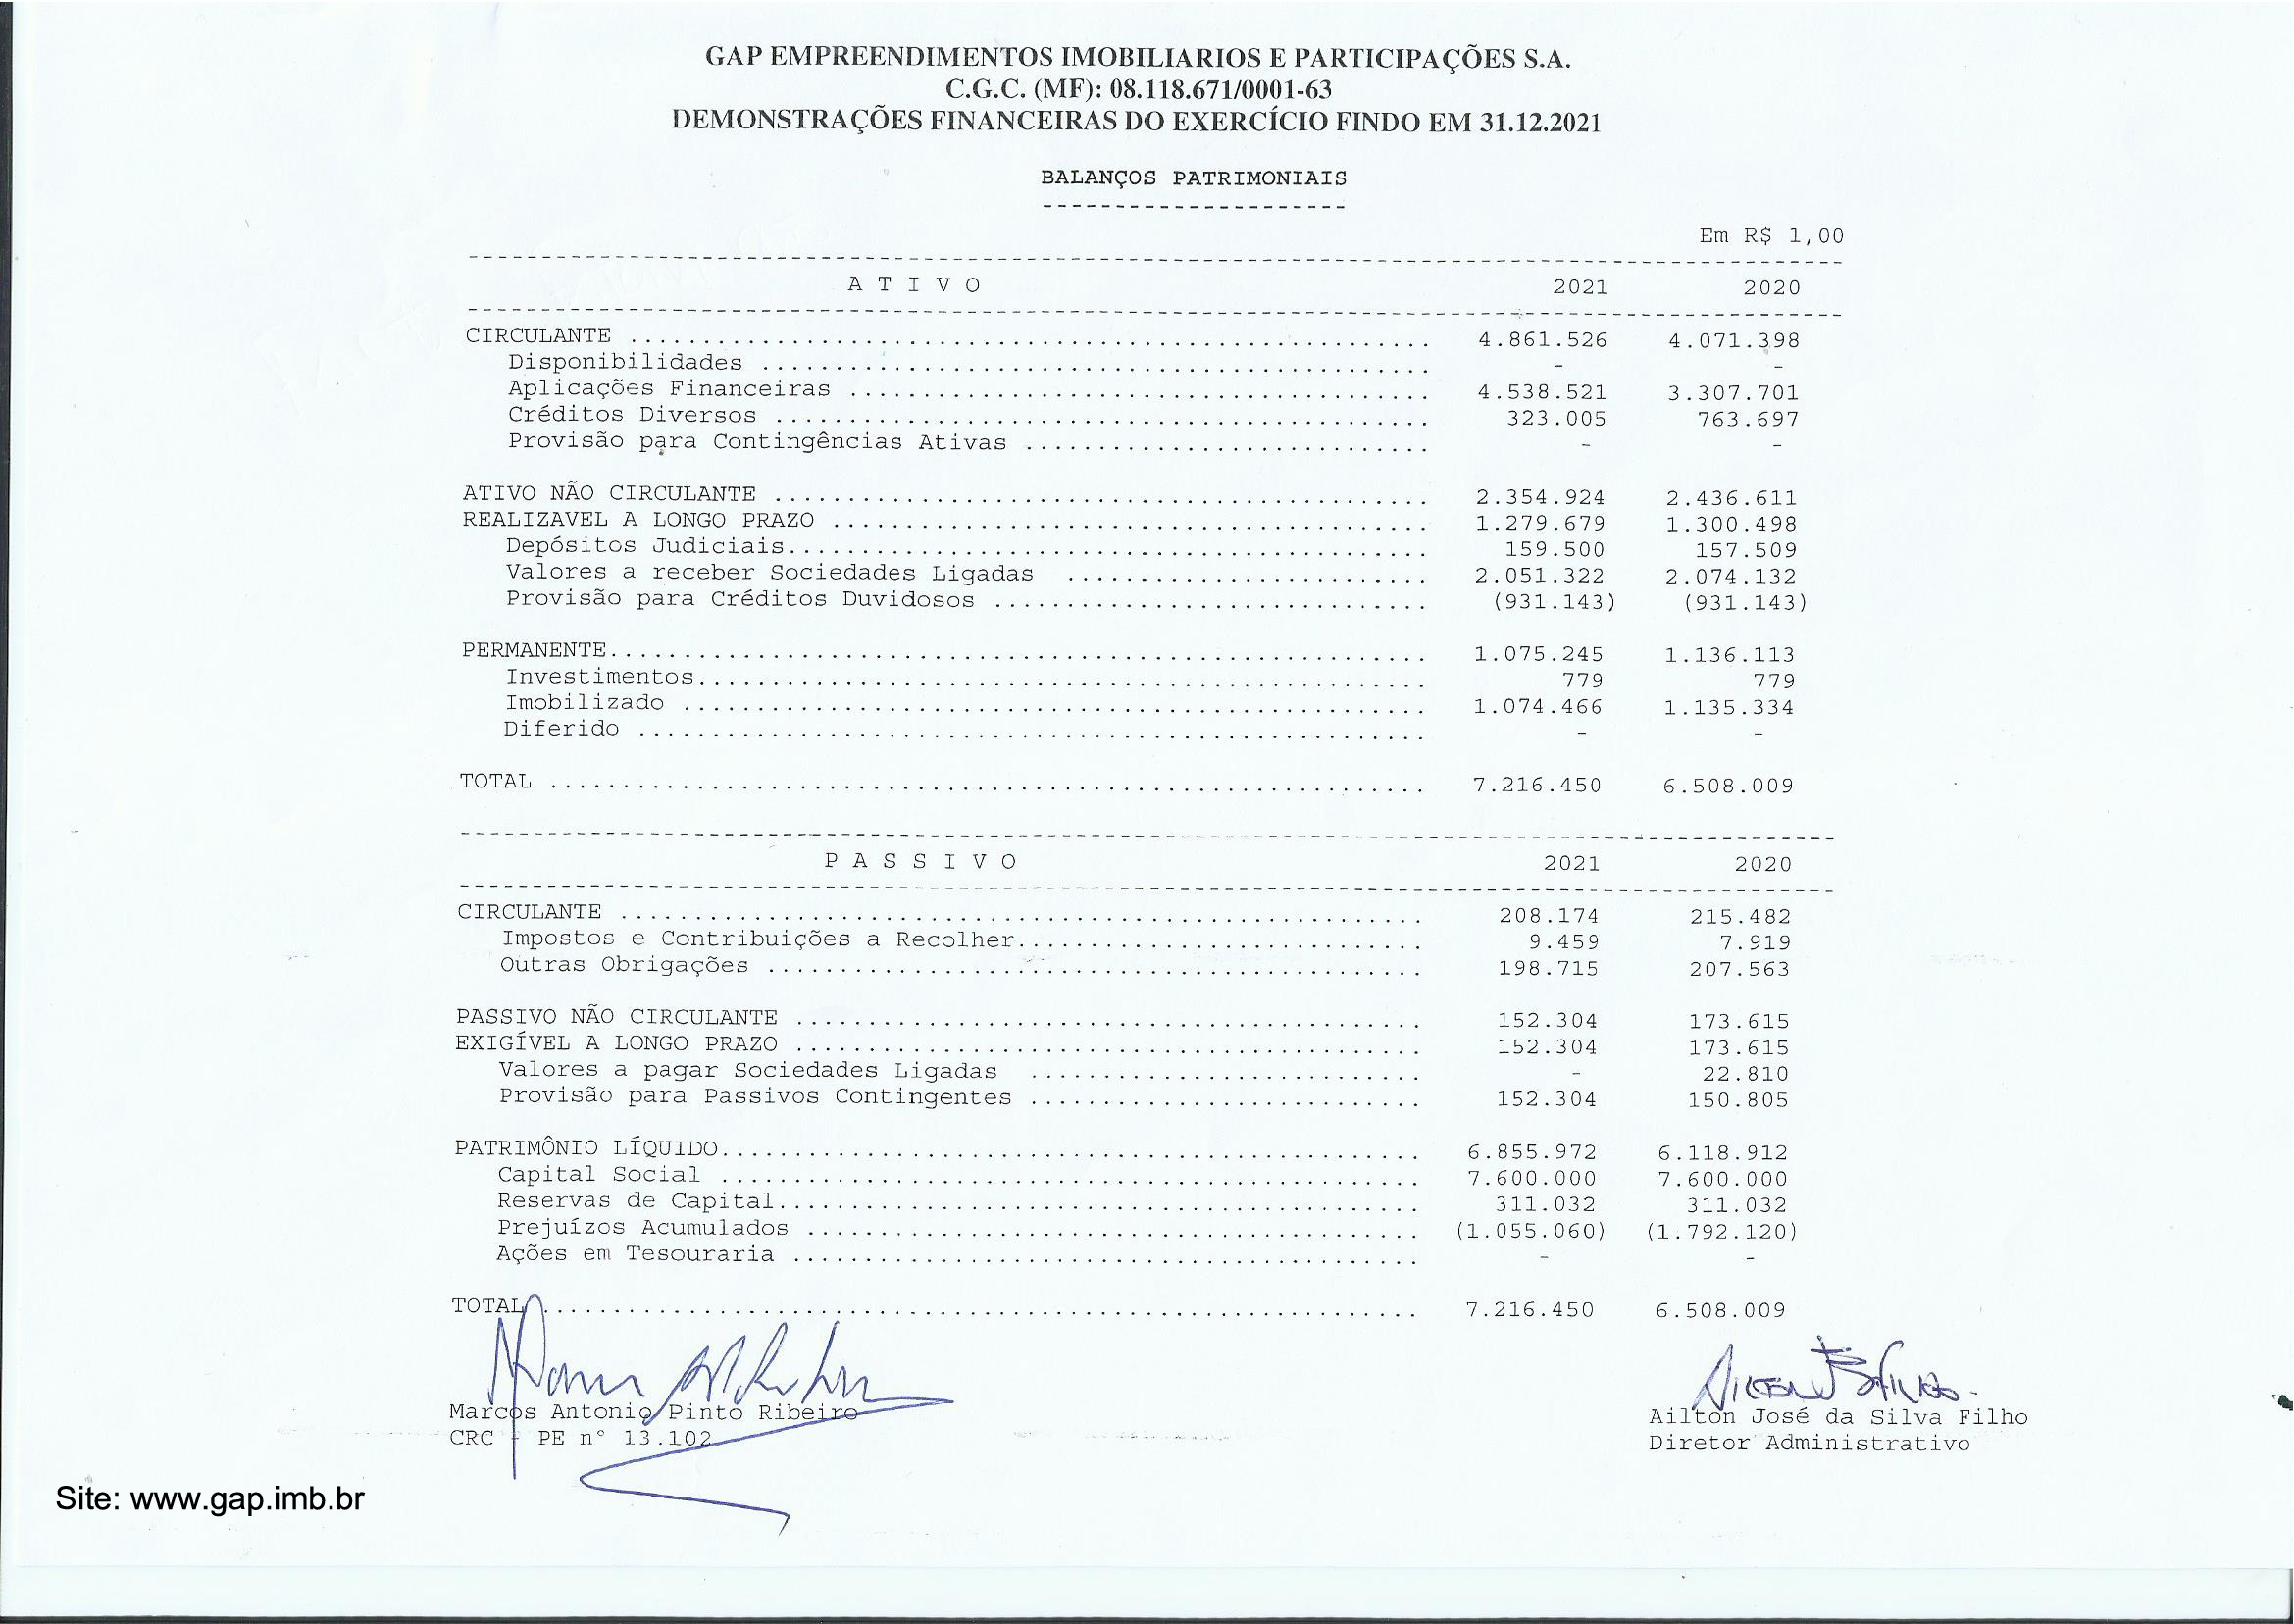 GAP EMPREENDIMENTOS IMOBILIARIOS E PARTICIPAÇÕES S.A.
C.G.C. (MF): 08.118.671/0001-63
DEMONSTRAÇÕES FINANCEIRAS DO EXERCÍCIO FINDO EM 31.12.2021
BALANÇOS PATRIMONIAIS
Em R$ 1,00
A T I V O 2021 2020
CIRCULANTE 4.861.526 4.071.398
Disponibilidades - -
Aplicações Financeiras 4.538.521 3.307.701
Créditos Diversos 323.005 763.697
Provisão para Contingências Ativas - -
ATIVO NÃO CIRCULANTE 2.354.924 2.436.611
REALIZAVEL A LONGO PRAZO 1.279.679 1.300.498
Depósitos Judiciais 159.500 157.509
Valores a receber Sociedades Ligadas 2.051.322 2.074.132
Provisão para Créditos Duvidosos (931.143) (931.143)
PERMANENTE 1.075.245 1.136.113
Investimentos 779 779
Imobilizado 1.074.466 1.135.334
Diferido - -
TOTAL 7.216.450 6.508.009
P A S S I V O 2021 2020
CIRCULANTE 208.174 215.482
Impostos e Contribuições a Recolher 9.459 7.919
Outras Obrigações 198.715 207.563
PASSIVO NÃO CIRCULANTE 152.304 173.615
EXIGÍVEL A LONGO PRAZO 152.304 173.615
Valores a pagar Sociedades Ligadas - 22.810
Provisão para Passivos Contingentes 152.304 150.805
PATRIMÔNIO LÍQUIDO 6.855.972 6.118.912
Capital Social 7.600.000 7.600.000
Reservas de Capital 311.032 311.032
Prejuízos Acumulados (1.055.060) (1.792.120)
Ações em Tesouraria - -
TOTAL 7.216.450 6.508.009
Marcos Antonio Pinto Ribeiro
CRC - PE n° 13.102
Ailton José da Silva Filho
Diretor Administrativo
Site: www.gap.imb.br